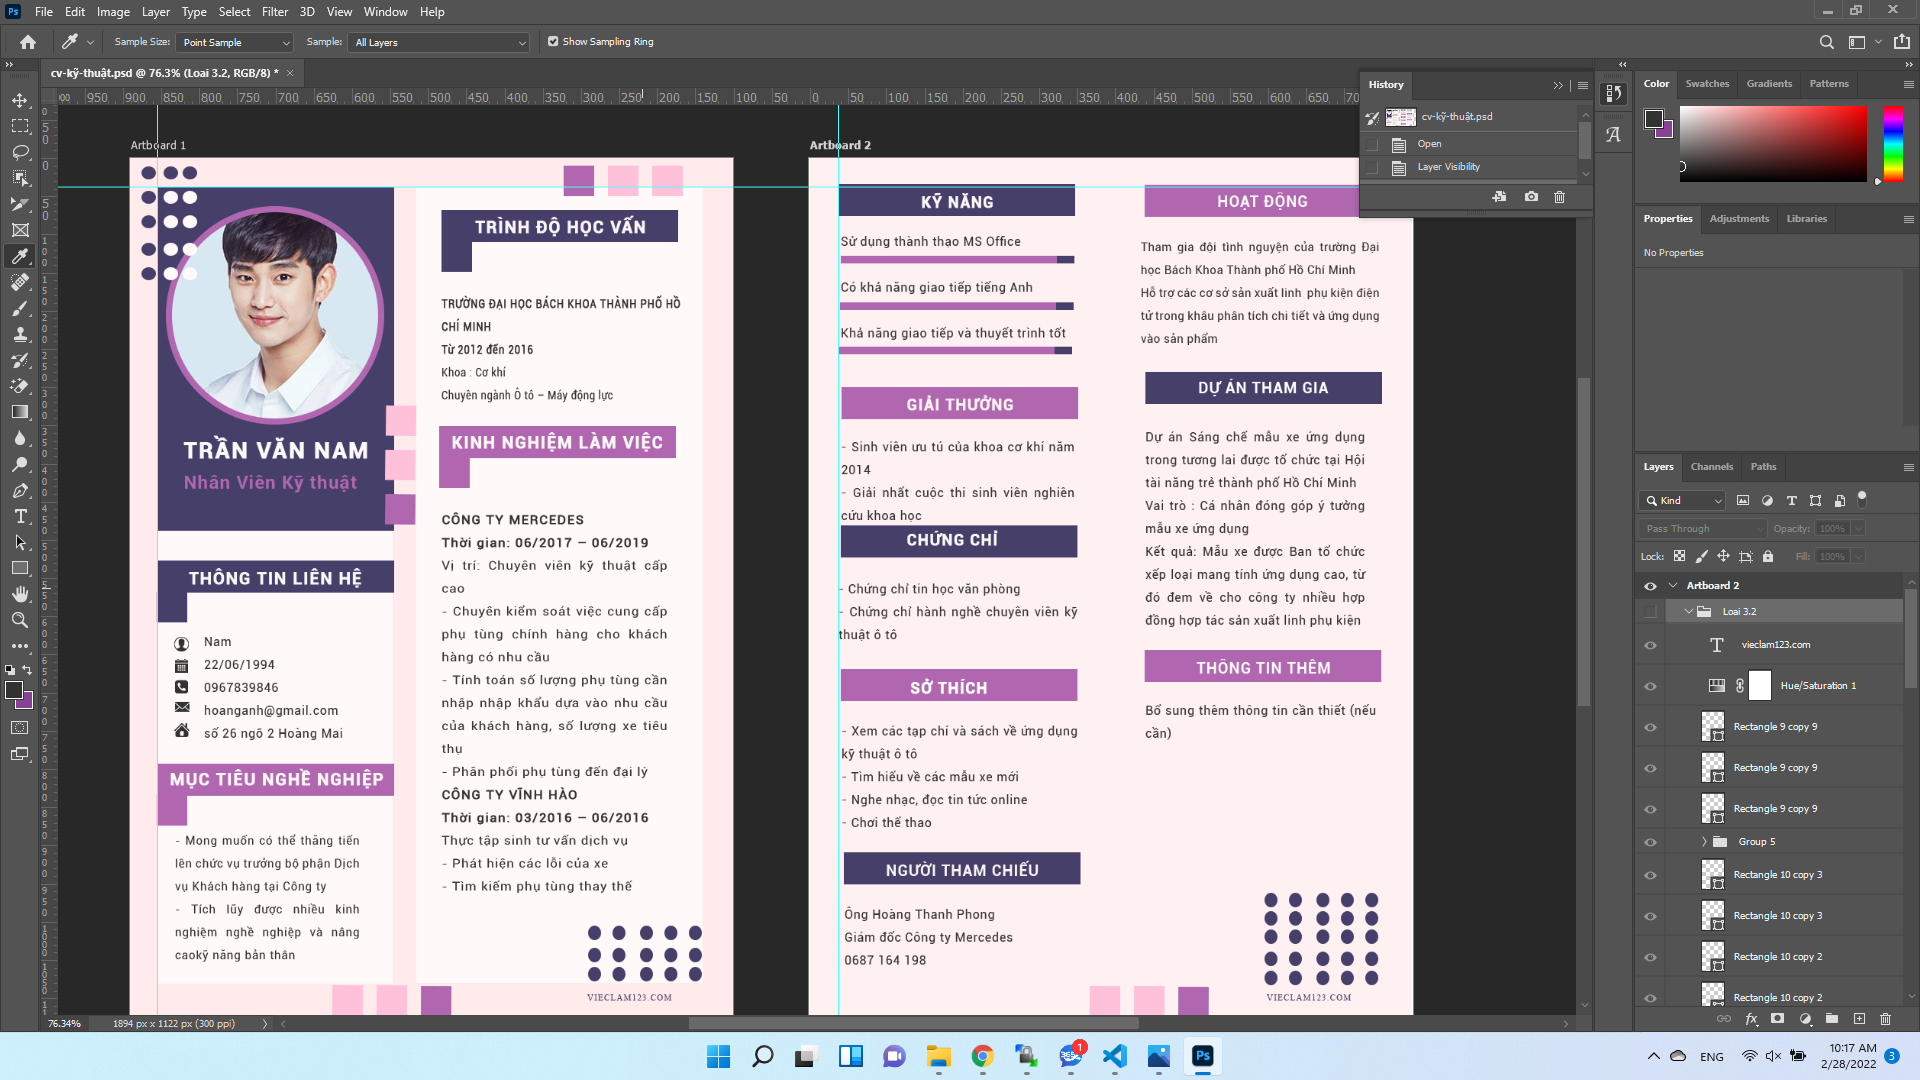 Ps File Edit Image Layer Type Select Filter 3D View Window Help
Sample Size: Point Sample Sample: All Layers Show Sampling Ring
cv-kỹ-thuật.psd @ 76.3% (Loai 3.2, RGB/8) *
Artboard 1
TRẦN VĂN NAM
Nhân Viên Kỹ thuật
THÔNG TIN LIÊN HỆ
Nam
22/06/1994
0967839846
hoanganh@gmail.com
số 26 ngõ 2 Hoàng Mai
MỤC TIÊU NGHỀ NGHIỆP
- Mong muốn có thể thăng tiến
lên chức vụ trưởng bộ phận Dịch
vụ Khách hàng tại Công ty
- Tích lũy được nhiều kinh
nghiệm nghề nghiệp và nâng
caokỹ năng bản thân
TRÌNH ĐỘ HỌC VẤN
TRƯỜNG ĐẠI HỌC BÁCH KHOA THÀNH PHỐ HỒ
CHÍ MINH
Từ 2012 đến 2016
Khoa : Cơ khí
Chuyên ngành Ô tô – Máy động lực
KINH NGHIỆM LÀM VIỆC
CÔNG TY MERCEDES
Thời gian: 06/2017 – 06/2019
Vị trí: Chuyên viên kỹ thuật cấp
cao
- Chuyên kiểm soát việc cung cấp
phụ tùng chính hàng cho khách
hàng có nhu cầu
- Tính toán số lượng phụ tùng cần
nhập nhập khẩu dựa vào nhu cầu
của khách hàng, số lượng xe tiêu
thụ
- Phân phối phụ tùng đến đại lý
CÔNG TY VĨNH HÀO
Thời gian: 03/2016 – 06/2016
Thực tập sinh tư vấn dịch vụ
- Phát hiện các lỗi của xe
- Tìm kiếm phụ tùng thay thế
VIECLAM123.COM
Artboard 2
KỸ NĂNG
Sử dụng thành thạo MS Office
Có khả năng giao tiếp tiếng Anh
Khả năng giao tiếp và thuyết trình tốt
GIẢI THƯỞNG
- Sinh viên ưu tú của khoa cơ khí năm
2014
- Giải nhất cuộc thi sinh viên nghiên
cứu khoa học
CHỨNG CHỈ
- Chứng chỉ tin học văn phòng
- Chứng chỉ hành nghề chuyên viên kỹ
thuật ô tô
SỞ THÍCH
- Xem các tạp chí và sách về ứng dụng
kỹ thuật ô tô
- Tìm hiểu về các mẫu xe mới
- Nghe nhạc, đọc tin tức online
- Chơi thể thao
NGƯỜI THAM CHIẾU
Ông Hoàng Thanh Phong
Giám đốc Công ty Mercedes
0687 164 198
HOẠT ĐỘNG
Tham gia đội tình nguyện của trường Đại
học Bách Khoa Thành phố Hồ Chí Minh
Hỗ trợ các cơ sở sản xuất linh phụ kiện điện
tử trong khâu phân tích chi tiết và ứng dụng
vào sản phẩm
DỰ ÁN THAM GIA
Dự án Sáng chế mẫu xe ứng dụng
trong tương lai được tổ chức tại Hội
tài năng trẻ thành phố Hồ Chí Minh
Vai trò : Cá nhân đóng góp ý tưởng
mẫu xe ứng dụng
Kết quả: Mẫu xe được Ban tổ chức
xếp loại mang tính ứng dụng cao, từ
đó đem về cho công ty nhiều hợp
đồng hợp tác sản xuất linh phụ kiện
THÔNG TIN THÊM
Bổ sung thêm thông tin cần thiết (nếu
cần)
VIECLAM123.COM
History
cv-kỹ-thuật.psd
Open
Layer Visibility
Color Swatches Gradients Patterns
Properties Adjustments Libraries
No Properties
Layers Channels Paths
Kind
Pass Through Opacity: 100%
Lock: Fill: 100%
Artboard 2
Loai 3.2
vieclam123.com
Hue/Saturation 1
Rectangle 9 copy 9
Rectangle 9 copy 9
Rectangle 9 copy 9
Group 5
Rectangle 10 copy 3
Rectangle 10 copy 3
Rectangle 10 copy 2
Rectangle 10 copy 2
76.34% 1894 px x 1122 px (300 ppi)
365 1 Ps
ENG 10:17 AM 3
2/28/2022